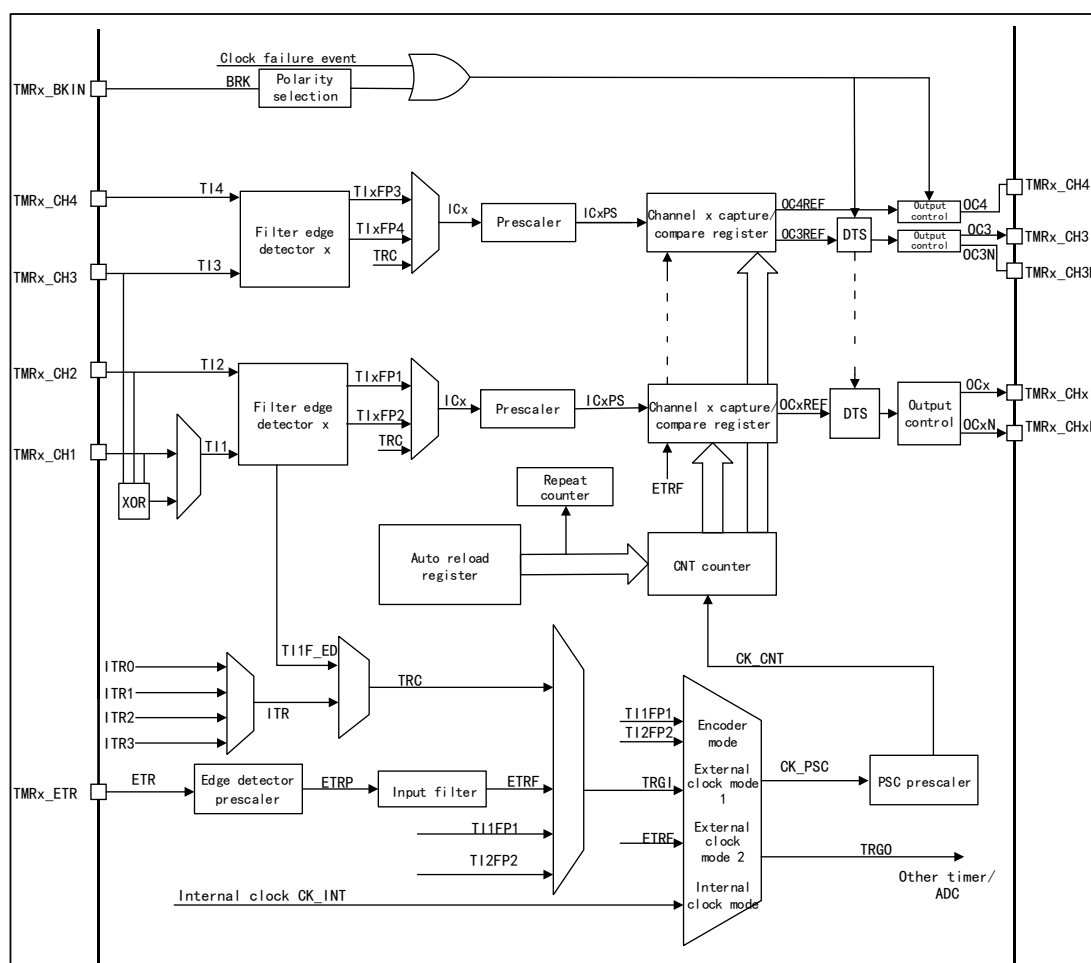 Clock failure event
TMRx_BKIN
BRK
Polarity
selection
TMRx_CH4
TI4
Filter edge
detector x
TIxFP3
TIxFP4
TRC
ICx
Prescaler
ICxPS
Channel x capture/
compare register
OC4REF
OC3REF
DTS
Output
control
OC4
TMRx_CH4
Output
control
OC3
OC3N
TMRx_CH3
TMRx_CH3
TI3
TMRx_CH2
TI2
Filter edge
detector x
TIxFP1
TIxFP2
TRC
ICx
Prescaler
ICxPS
Channel x capture/
compare register
OCxREF
DTS
Output
control
OCx
OCxN
TMRx_CHx
TMRx_CH1
TI1
XOR
ETRF
Repeat
counter
Auto reload
register
CNT counter
TI1F_ED
CK_CNT
ITR0
ITR1
ITR2
ITR3
ITR
TRC
TI1FP1
TI2FP2
Encoder
mode
TMRx_ETR
ETR
Edge detector
prescaler
ETRP
Input filter
ETRF
TRGI
External
clock mode
1
CK_PSC
PSC prescaler
TI1FP1
TI2FP2
ETRF
External
clock
mode 2
TRGO
Other timer/
ADC
Internal clock CK_INT
Internal
clock mode